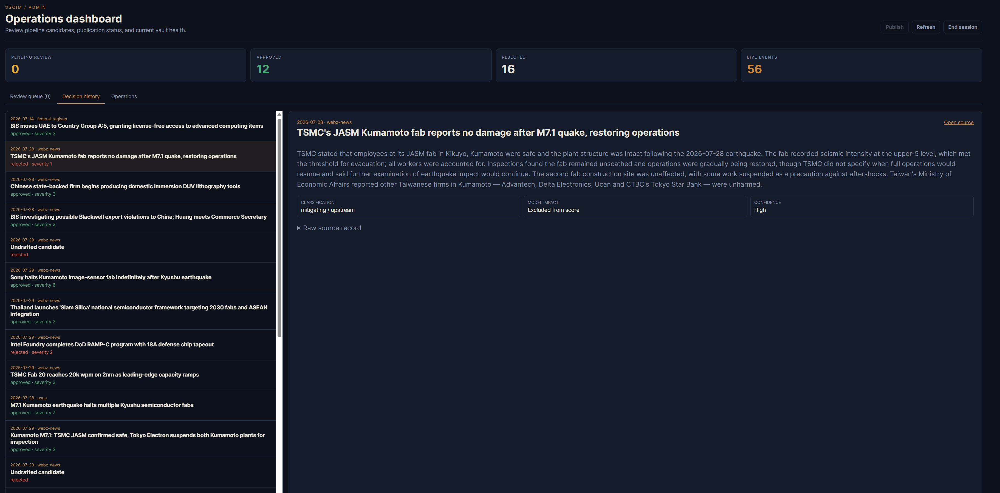 SSCIM / ADMIN
Operations dashboard
Review pipeline candidates, publication status, and current vault health.
Publish
Refresh
End session
PENDING REVIEW
0
APPROVED
12
REJECTED
16
LIVE EVENTS
56
Review queue (0)
Decision history
Operations
2026-07-14 · federal-register
BIS moves UAE to Country Group A:5, granting license-free access to advanced computing items
approved · severity 3
2026-07-28 · webz-news
TSMC's JASM Kumamoto fab reports no damage after M7.1 quake, restoring operations
rejected · severity 1
2026-07-28 · webz-news
Chinese state-backed firm begins producing domestic immersion DUV lithography tools
approved · severity 3
2026-07-28 · webz-news
BIS investigating possible Blackwell export violations to China; Huang meets Commerce Secretary
approved · severity 2
2026-07-29 · webz-news
Undrafted candidate
rejected
2026-07-29 · webz-news
Sony halts Kumamoto image-sensor fab indefinitely after Kyushu earthquake
approved · severity 6
2026-07-29 · webz-news
Thailand launches 'Siam Silica' national semiconductor framework targeting 2030 fabs and ASEAN
integration
approved · severity 2
2026-07-29 · webz-news
Intel Foundry completes DoD RAMP-C program with 18A defense chip tapeout
rejected · severity 2
2026-07-29 · webz-news
TSMC Fab 20 reaches 20k wpm on 2nm as leading-edge capacity ramps
approved · severity 2
2026-07-28 · usgs
M7.1 Kumamoto earthquake halts multiple Kyushu semiconductor fabs
approved · severity 7
2026-07-29 · webz-news
Kumamoto M7.1: TSMC JASM confirmed safe, Tokyo Electron suspends both Kumamoto plants for
inspection
approved · severity 3
2026-07-29 · webz-news
Undrafted candidate
rejected
2026-07-28 · webz-news
Open source
TSMC's JASM Kumamoto fab reports no damage after M7.1 quake, restoring operations
TSMC stated that employees at its JASM fab in Kikuyo, Kumamoto were safe and the plant structure was intact following the 2026-07-28 earthquake. The fab recorded seismic intensity at the upper-5 level, which met
the threshold for evacuation; all workers were accounted for. Inspections found the fab remained unscathed and operations were gradually being restored, though TSMC did not specify when full operations would
resume and said further examination of earthquake impact would continue. The second fab construction site was unaffected, with some work suspended as a precaution against aftershocks. Taiwan's Ministry of
Economic Affairs reported other Taiwanese firms in Kumamoto — Advantech, Delta Electronics, Ucan and CTBC's Tokyo Star Bank — were unharmed.
CLASSIFICATION
mitigating / upstream
MODEL IMPACT
Excluded from score
CONFIDENCE
High
Raw source record